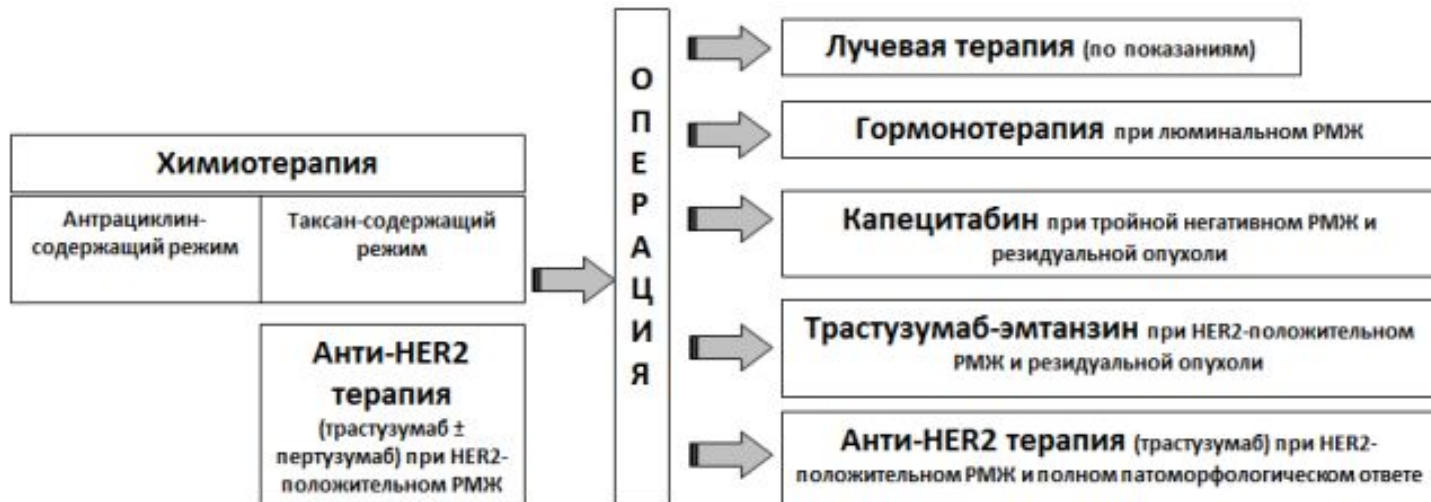 Химиотерапия
Антрациклин-
содержащий режим
Таксан-содержащий
режим
Анти-HER2
терапия
(трастузумаб ±
пертузумаб) при HER2-
положительном РМЖ
ОПЕРАЦИЯ
Лучевая терапия (по показаниям)
Гормонотерапия при люминальном РМЖ
Капецитабин при тройной негативном РМЖ и
резидуальной опухоли
Трастузумаб-эмтанзин при HER2-положительном
РМЖ и резидуальной опухоли
Анти-HER2 терапия (трастузумаб) при HER2-
положительном РМЖ и полном патоморфологическом ответе